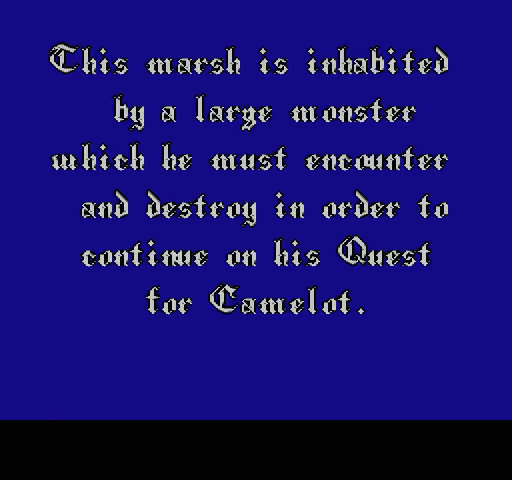 This marsh is inhabited
by a large monster
which he must encounter
and destroy in order to
continue on his Quest
for Camelot.